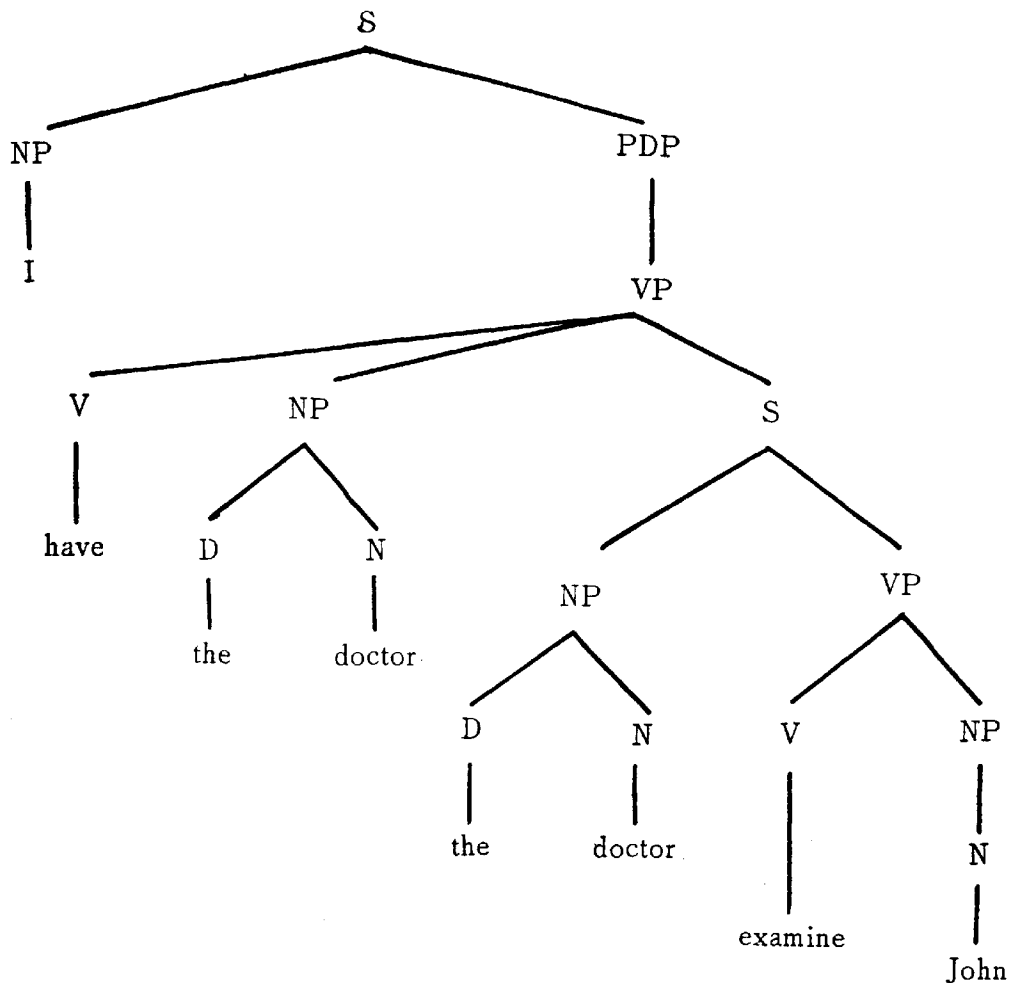 S
NP PDP
I
VP
V NP S
have D N
NP VP
the doctor
D N V NP
the doctor N
examine
John